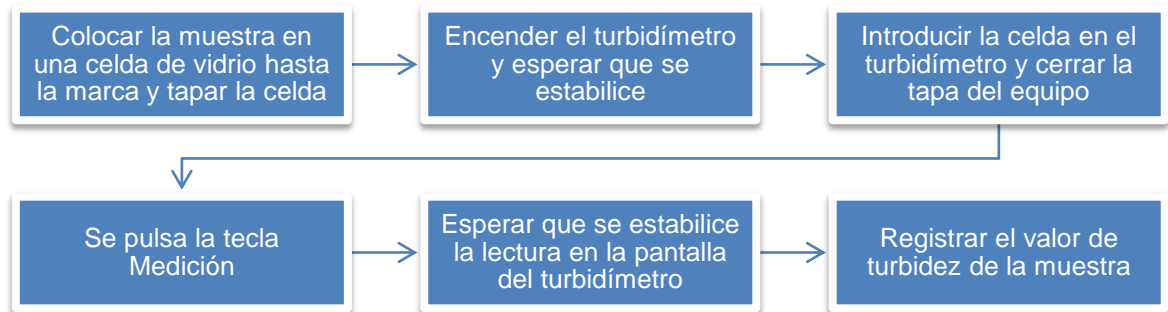 Colocar la muestra en
una celda de vidrio hasta
la marca y tapar la celda
Encender el turbidímetro
y esperar que se
estabilice
Introducir la celda en el
turbidímetro y cerrar la
tapa del equipo
Se pulsa la tecla
Medición
Esperar que se estabilice
la lectura en la pantalla
del turbidímetro
Registrar el valor de
turbidez de la muestra